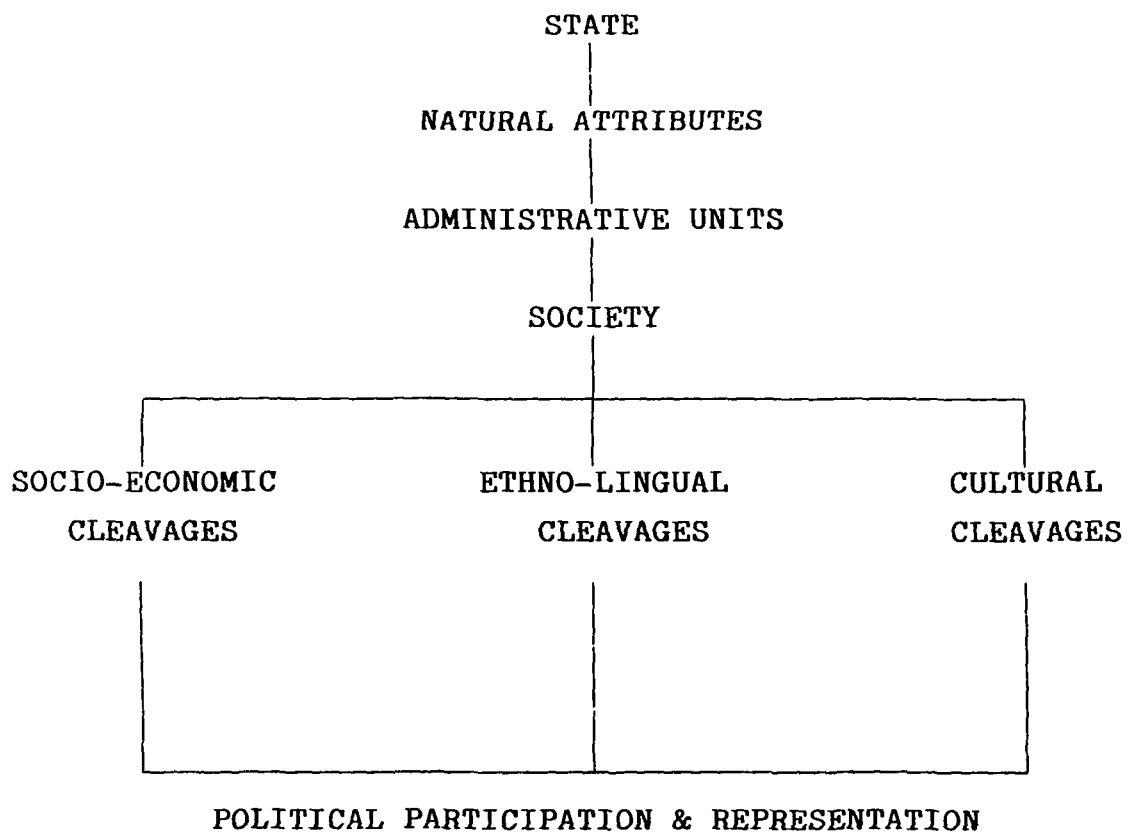 STATE
NATURAL ATTRIBUTES
ADMINISTRATIVE UNITS
SOCIETY
SOCIO-ECONOMIC
CLEAVAGES
ETHNO-LINGUAL
CLEAVAGES
CULTURAL
CLEAVAGES
POLITICAL PARTICIPATION & REPRESENTATION